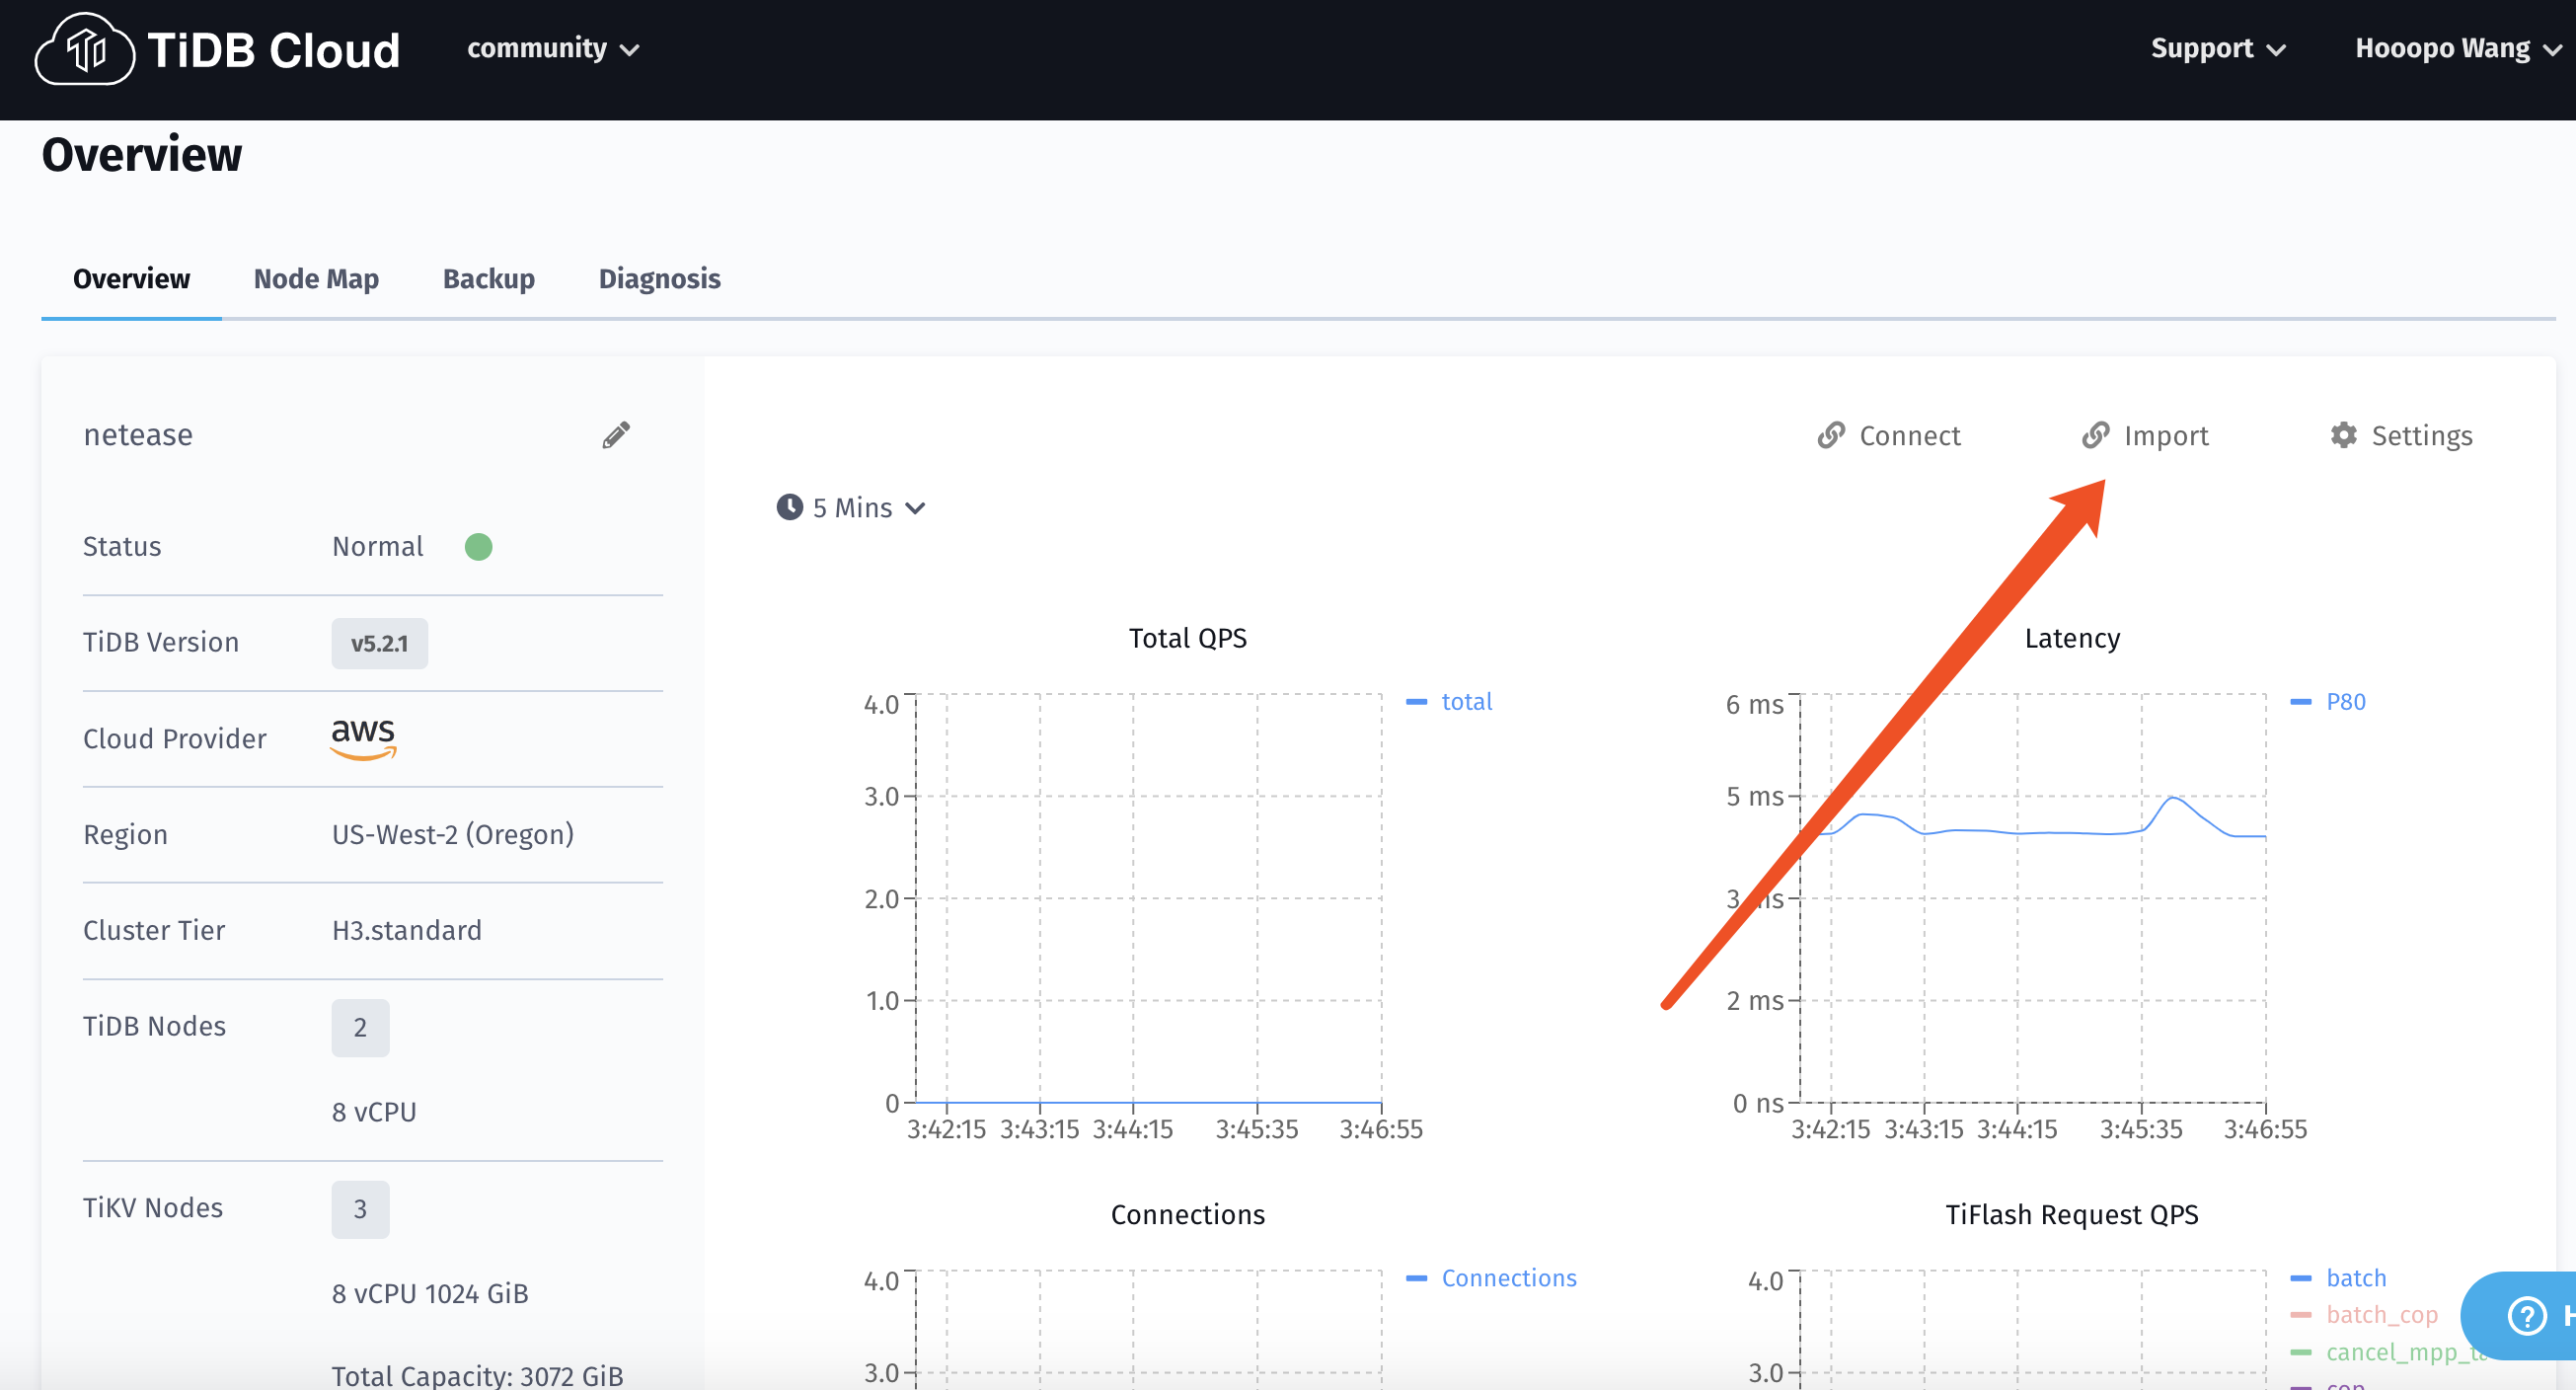 TiDB Cloud community Support Hooopo Wang
Overview
Overview Node Map Backup Diagnosis
netease
Connect Import Settings
5 Mins
Status Normal
TiDB Version v5.2.1
Cloud Provider aws
Region US-West-2 (Oregon)
Cluster Tier H3.standard
TiDB Nodes 2
8 vCPU
TiKV Nodes 3
8 vCPU 1024 GiB
Total Capacity: 3072 GiB
Total QPS
total
4.0
3.0
2.0
1.0
0
3:42:15 3:43:15 3:44:15 3:45:35 3:46:55
Latency
P80
6 ms
5 ms
3
2 ms
0 ns
3:42:15 3:43:15 3:44:15 3:45:35 3:46:55
Connections
Connections
4.0
3.0
TiFlash Request QPS
4.0
3.0
batch
batch_cop